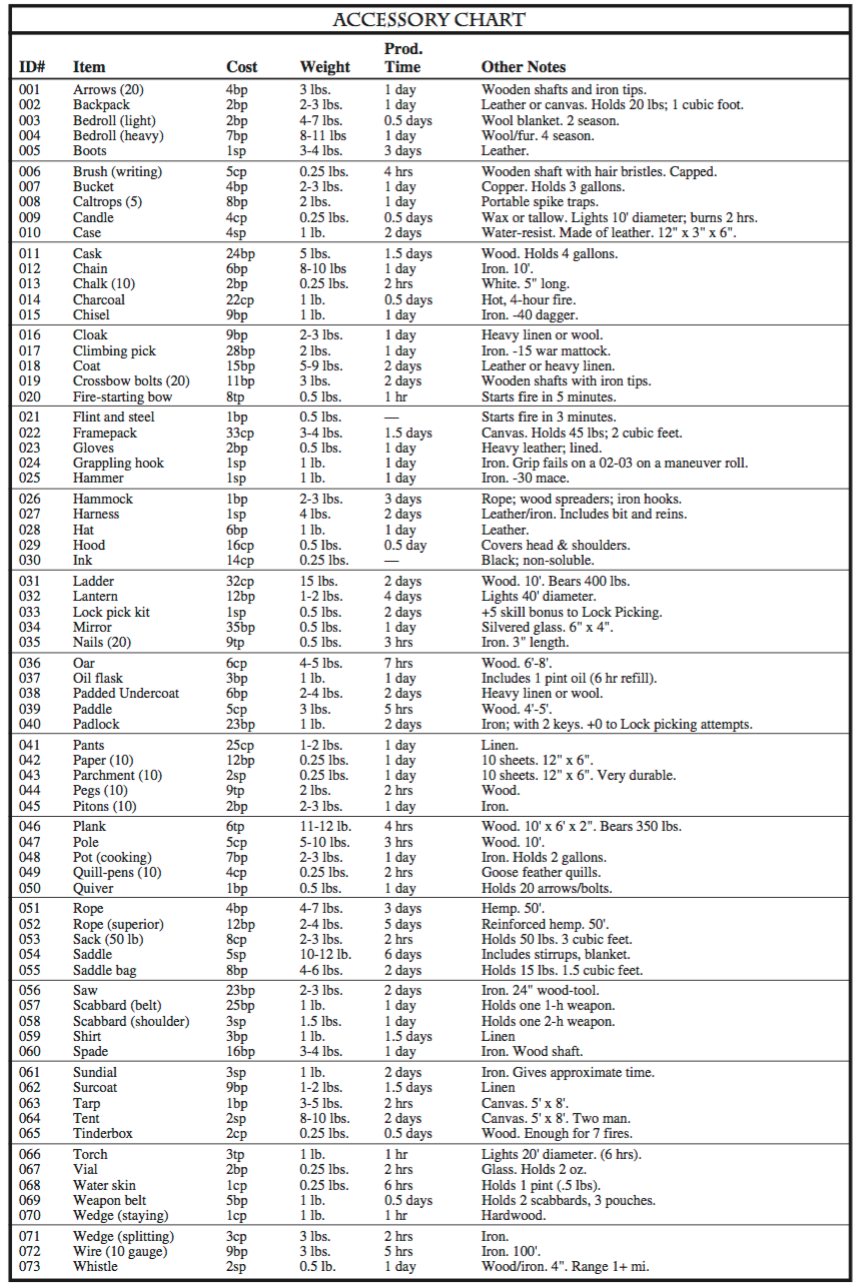 ACCESSORY CHART
Prod.
ID# Item Cost Weight Time Other Notes
001 Arrows (20) 4bp 3 lbs. 1 day Wooden shafts and iron tips.
002 Backpack 2bp 2-3 lbs. 1 day Leather or canvas. Holds 20 lbs; 1 cubic foot.
003 Bedroll (light) 2bp 4-7 lbs. 0.5 days Wool blanket. 2 season.
004 Bedroll (heavy) 7bp 8-11 lbs 1 day Wool/fur. 4 season.
005 Boots 1sp 3-4 lbs. 3 days Leather.
006 Brush (writing) 5cp 0.25 lbs. 4 hrs Wooden shaft with hair bristles. Capped.
007 Bucket 4bp 2-3 lbs. 1 day Copper. Holds 3 gallons.
008 Caltrops (5) 8bp 2 lbs. 1 day Portable spike traps.
009 Candle 4cp 0.25 lbs. 0.5 days Wax or tallow. Lights 10' diameter; burns 2 hrs.
010 Case 4sp 1 lb. 2 days Water-resist. Made of leather. 12" x 3" x 6".
011 Cask 24bp 5 lbs. 1.5 days Wood. Holds 4 gallons.
012 Chain 6bp 8-10 lbs 1 day Iron. 10'.
013 Chalk (10) 2bp 0.25 lbs. 2 hrs White. 5" long.
014 Charcoal 22cp 1 lb. 0.5 days Hot, 4-hour fire.
015 Chisel 9bp 1 lb. 1 day Iron. -40 dagger.
016 Cloak 9bp 2-3 lbs. 1 day Heavy linen or wool.
017 Climbing pick 28bp 2 lbs. 1 day Iron. -15 war mattock.
018 Coat 15bp 5-9 lbs. 2 days Leather or heavy linen.
019 Crossbow bolts (20) 11bp 3 lbs. 2 days Wooden shafts with iron tips.
020 Fire-starting bow 8tp 0.5 lbs. 1 hr Starts fire in 5 minutes.
021 Flint and steel 1bp 0.5 lbs. — Starts fire in 3 minutes.
022 Framepack 33cp 3-4 lbs. 1.5 days Canvas. Holds 45 lbs; 2 cubic feet.
023 Gloves 2bp 0.5 lbs. 1 day Heavy leather; lined.
024 Grappling hook 1sp 1 lb. 1 day Iron. Grip fails on a 02-03 on a maneuver roll.
025 Hammer 1sp 1 lb. 1 day Iron. -30 mace.
026 Hammock 1bp 2-3 lbs. 3 days Rope; wood spreaders; iron hooks.
027 Harness 1sp 4 lbs. 2 days Leather/iron. Includes bit and reins.
028 Hat 6bp 1 lb. 1 day Leather.
029 Hood 16cp 0.5 lbs. 0.5 day Covers head & shoulders.
030 Ink 14cp 0.25 lbs. — Black; non-soluble.
031 Ladder 32cp 15 lbs. 2 days Wood. 10'. Bears 400 lbs.
032 Lantern 12bp 1-2 lbs. 4 days Lights 40' diameter.
033 Lock pick kit 1sp 0.5 lbs. 2 days +5 skill bonus to Lock Picking.
034 Mirror 35bp 0.5 lbs. 1 day Silvered glass. 6" x 4".
035 Nails (20) 9tp 0.5 lbs. 3 hrs Iron. 3" length.
036 Oar 6cp 4-5 lbs. 7 hrs Wood. 6'-8'.
037 Oil flask 3bp 1 lb. 1 day Includes 1 pint oil (6 hr refill).
038 Padded Undercoat 6bp 2-4 lbs. 2 days Heavy linen or wool.
039 Paddle 5cp 3 lbs. 5 hrs Wood. 4'-5'.
040 Padlock 23bp 1 lb. 2 days Iron; with 2 keys. +0 to Lock picking attempts.
041 Pants 25cp 1-2 lbs. 1 day Linen.
042 Paper (10) 12bp 0.25 lbs. 1 day 10 sheets. 12" x 6".
043 Parchment (10) 2sp 0.25 lbs. 1 day 10 sheets. 12" x 6". Very durable.
044 Pegs (10) 9tp 2 lbs. 2 hrs Wood.
045 Pitons (10) 2bp 2-3 lbs. 1 day Iron.
046 Plank 6tp 11-12 lb. 4 hrs Wood. 10' x 6' x 2". Bears 350 lbs.
047 Pole 5cp 5-10 lbs. 3 hrs Wood. 10'.
048 Pot (cooking) 7bp 2-3 lbs. 1 day Iron. Holds 2 gallons.
049 Quill-pens (10) 4cp 0.25 lbs. 2 hrs Goose feather quills.
050 Quiver 1bp 0.5 lbs. 1 day Holds 20 arrows/bolts.
051 Rope 4bp 4-7 lbs. 3 days Hemp. 50'.
052 Rope (superior) 12bp 2-4 lbs. 5 days Reinforced hemp. 50'.
053 Sack (50 lb) 8cp 2-3 lbs. 2 hrs Holds 50 lbs. 3 cubic feet.
054 Saddle 5sp 10-12 lb. 6 days Includes stirrups, blanket.
055 Saddle bag 8bp 4-6 lbs. 2 days Holds 15 lbs. 1.5 cubic feet.
056 Saw 23bp 2-3 lbs. 2 days Iron. 24" wood-tool.
057 Scabbard (belt) 25bp 1 lb. 1 day Holds one 1-h weapon.
058 Scabbard (shoulder) 3sp 1.5 lbs. 1 day Holds one 2-h weapon.
059 Shirt 3bp 1 lb. 1.5 days Linen
060 Spade 16bp 3-4 lbs. 1 day Iron. Wood shaft.
061 Sundial 3sp 1 lb. 2 days Iron. Gives approximate time.
062 Surcoat 9bp 1-2 lbs. 1.5 days Linen
063 Tarp 1bp 3-5 lbs. 2 hrs Canvas. 5' x 8'.
064 Tent 2sp 8-10 lbs. 2 days Canvas. 5' x 8'. Two man.
065 Tinderbox 2cp 0.25 lbs. 0.5 days Wood. Enough for 7 fires.
066 Torch 3tp 1 lb. 1 hr Lights 20' diameter. (6 hrs).
067 Vial 2bp 0.25 lbs. 2 hrs Glass. Holds 2 oz.
068 Water skin 1cp 0.25 lbs. 6 hrs Holds 1 pint (.5 lbs).
069 Weapon belt 5bp 1 lb. 0.5 days Holds 2 scabbards, 3 pouches.
070 Wedge (staying) 1cp 1 lb. 1 hr Hardwood.
071 Wedge (splitting) 3cp 3 lbs. 2 hrs Iron.
072 Wire (10 gauge) 9bp 3 lbs. 5 hrs Iron. 100'.
073 Whistle 2sp 0.5 lb. 1 day Wood/iron. 4". Range 1+ mi.